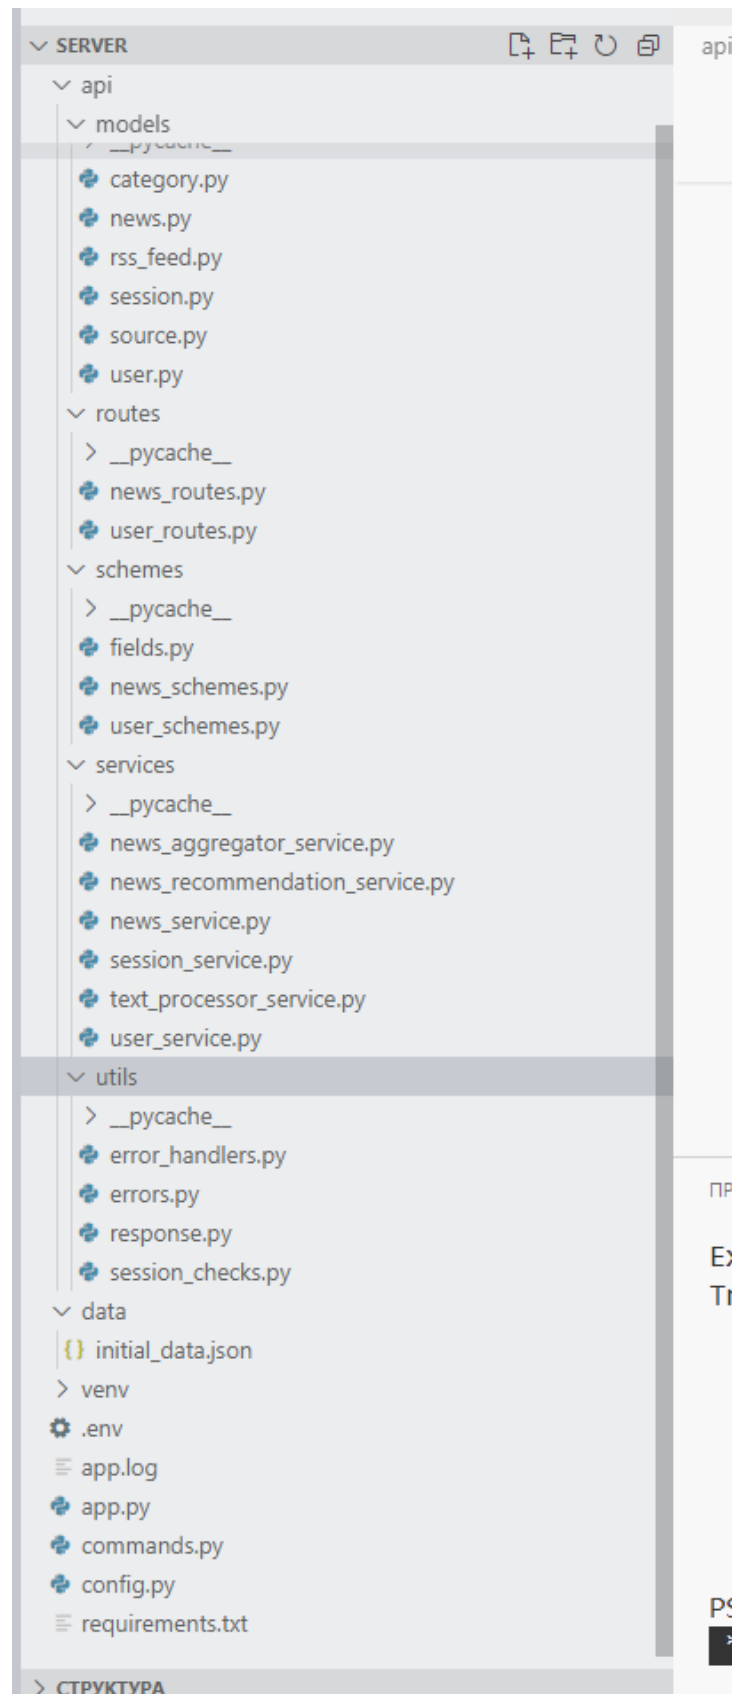 SERVER
api
api
models
__pycache__
category.py
news.py
rss_feed.py
session.py
source.py
user.py
routes
__pycache__
news_routes.py
user_routes.py
schemes
__pycache__
fields.py
news_schemes.py
user_schemes.py
services
__pycache__
news_aggregator_service.py
news_recommendation_service.py
news_service.py
session_service.py
text_processor_service.py
user_service.py
utils
__pycache__
error_handlers.py
errors.py
response.py
session_checks.py
data
{} initial_data.json
venv
.env
app.log
app.py
commands.py
config.py
requirements.txt
СТРУКТУРА